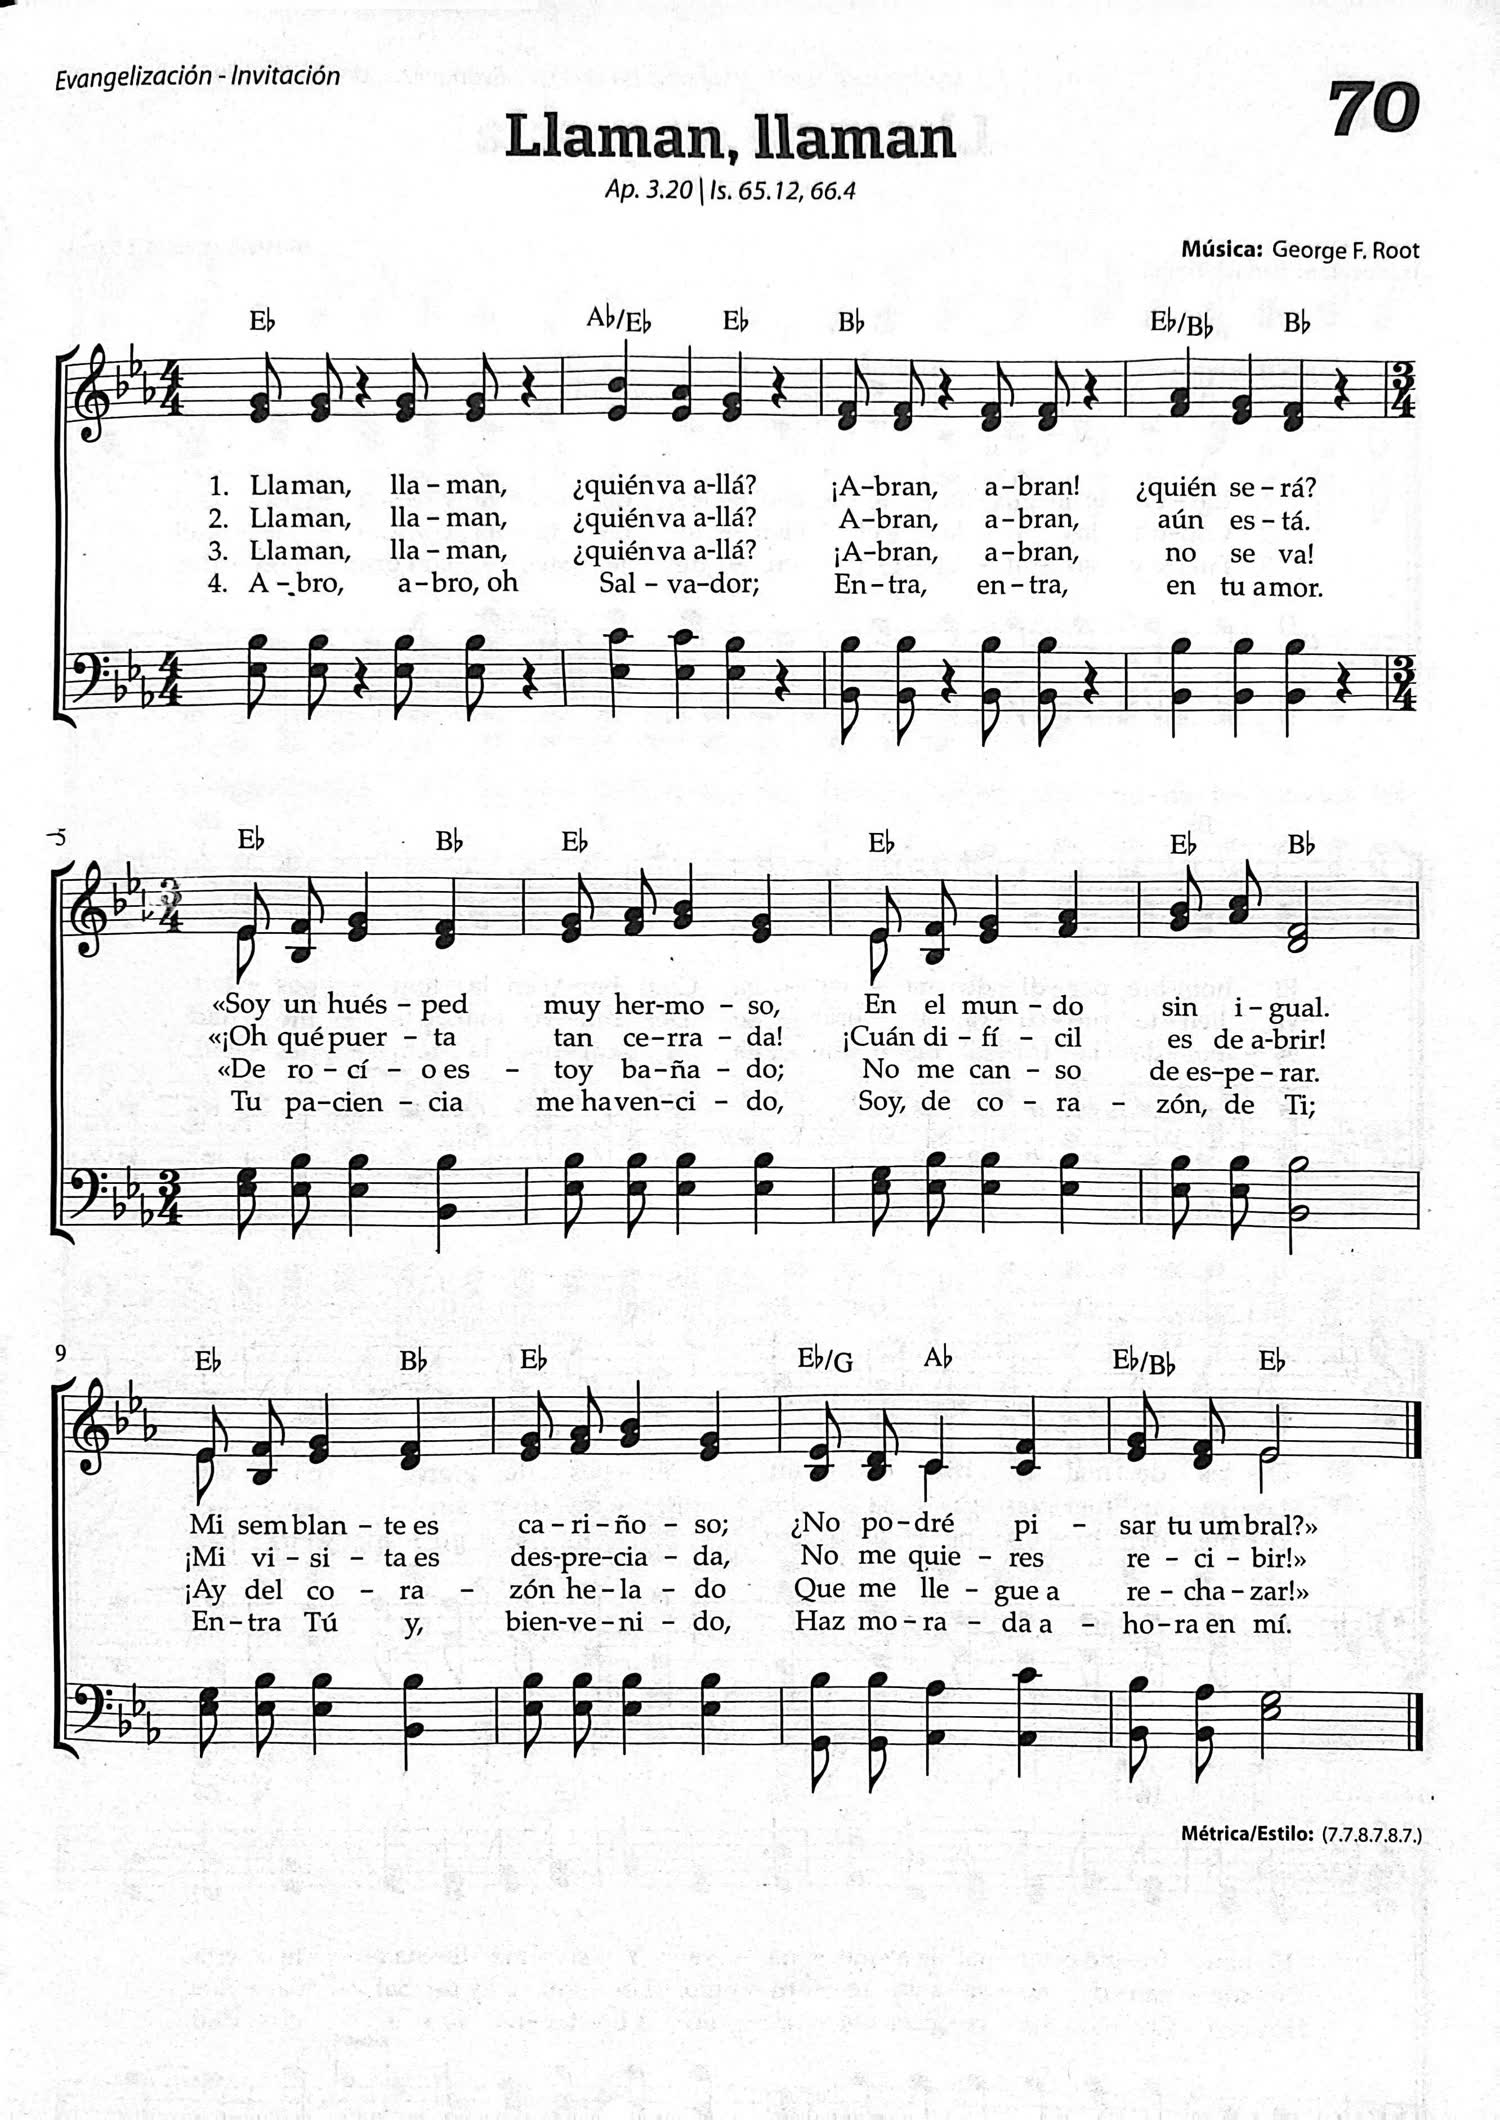 Evangelización - Invitación
70
Llaman, llaman
Ap. 3.20 | Is. 65.12, 66.4
Música: George F. Root
E♭ A♭/E♭ E♭ B♭ E♭/B♭ B♭
1. Llaman, lla – man, ¿quién va a-llá? ¡A–bran, a–bran! ¿quién se – rá?
2. Llaman, lla – man, ¿quién va a-llá? A–bran, a–bran, aún es – tá.
3. Llaman, lla – man, ¿quién va a-llá? ¡A–bran, a–bran, no se va!
4. A – bro, a–bro, oh Sal – va–dor; En–tra, en–tra, en tu amor.
5
E♭ B♭ E♭ E♭ E♭ B♭
«Soy un hués – ped muy her–mo – so, En el mun – do sin i – gual.
«¡Oh qué puer – ta tan ce–rra – da! ¡Cuán di – fí – cil es de a-brir!
«De ro – cí – o es – toy ba–ña – do; No me can – so de es–pe – rar.
Tu pa–cien – cia me ha ven–ci – do, Soy, de co – ra – zón, de Ti;
9
E♭ B♭ E♭ E♭/G A♭ E♭/B♭ E♭
Mi sem blan – te es ca – ri – ño – so; ¿No po – dré pi – sar tu um bral?»
¡Mi vi – si – ta es des-pre-cia – da, No me quie – res re – ci – bir!»
¡Ay del co – ra – zón he – la – do Que me lle – gue a re – cha – zar!»
En – tra Tú y, bien-ve – ni – do, Haz mo – ra – da a – ho – ra en mí.
Métrica/Estilo: (7.7.8.7.8.7.)